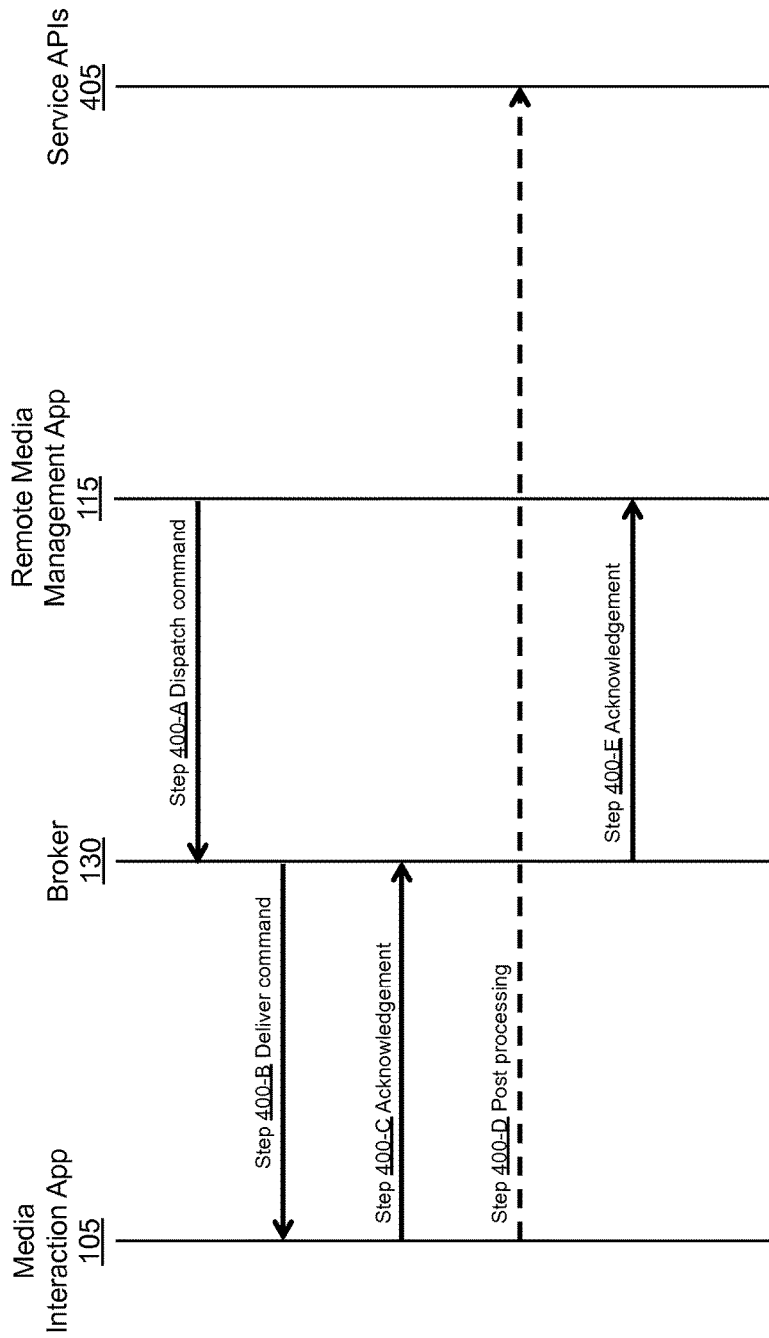 Media
Interaction App
105
Broker
130
Remote Media
Management App
115
Service APIs
405
Step 400-A Dispatch command
Step 400-B Deliver command
Step 400-C Acknowledgement
Step 400-D Post processing
Step 400-E Acknowledgement